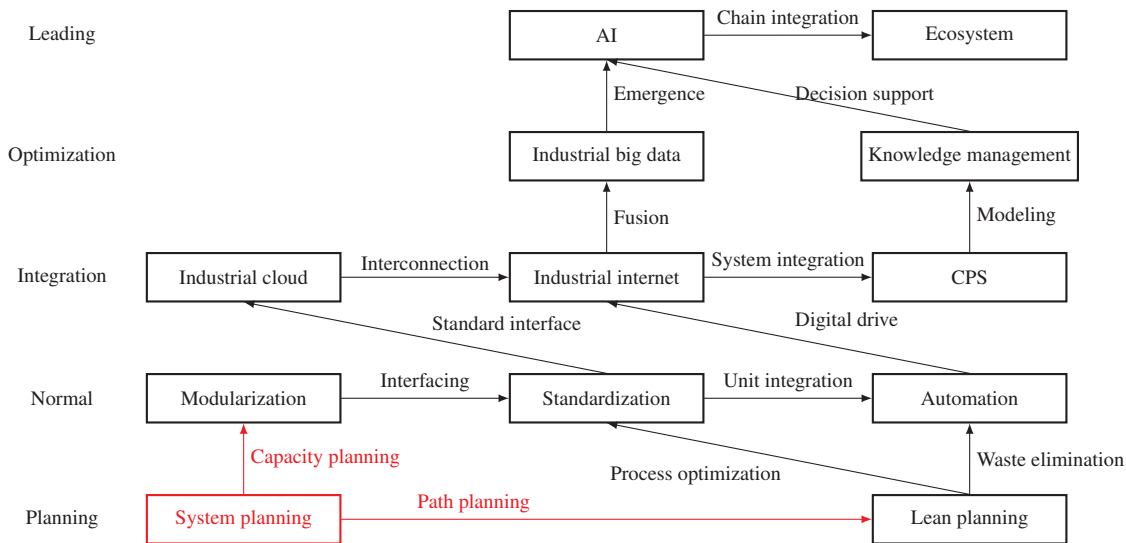 Leading
AI
Chain integration
Ecosystem
Emergence
Decision support
Optimization
Industrial big data
Knowledge management
Fusion
Modeling
Integration
Industrial cloud
Interconnection
Industrial internet
System integration
CPS
Standard interface
Digital drive
Normal
Modularization
Interfacing
Standardization
Unit integration
Automation
Capacity planning
Process optimization
Waste elimination
Planning
System planning
Path planning
Lean planning